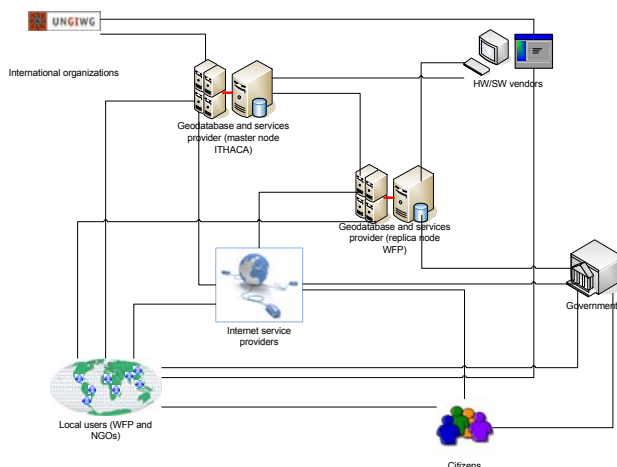 UNGIWG
International organizations
HW/SW vendors
Geodatabase and services
provider (master node
ITHACA)
Geodatabase and services
provider (replica node
WFP)
Government
Internet service
providers
Local users (WFP and
NGOs)
Citizens